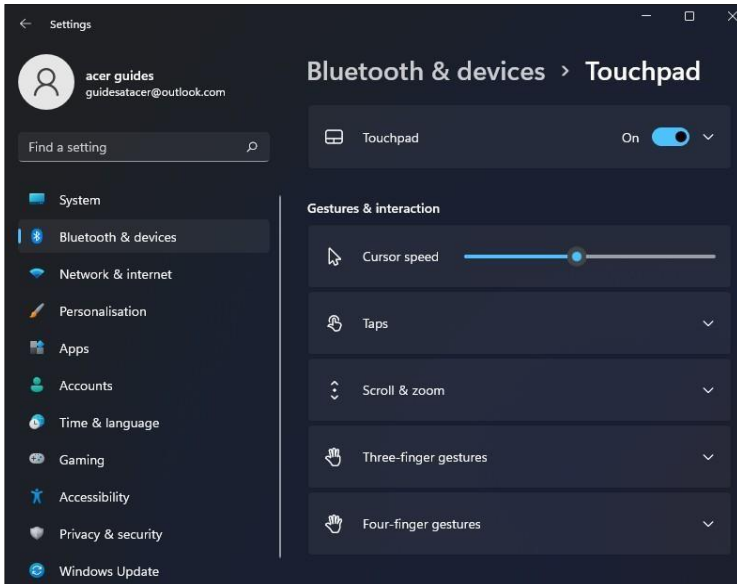 Settings
acer guides
guidesatacer@outlook.com
Find a setting
System
Bluetooth & devices
Network & internet
Personalisation
Apps
Accounts
Time & language
Gaming
Accessibility
Privacy & security
Windows Update
Bluetooth & devices > Touchpad
Touchpad On
Gestures & interaction
Cursor speed
Taps
Scroll & zoom
Three-finger gestures
Four-finger gestures